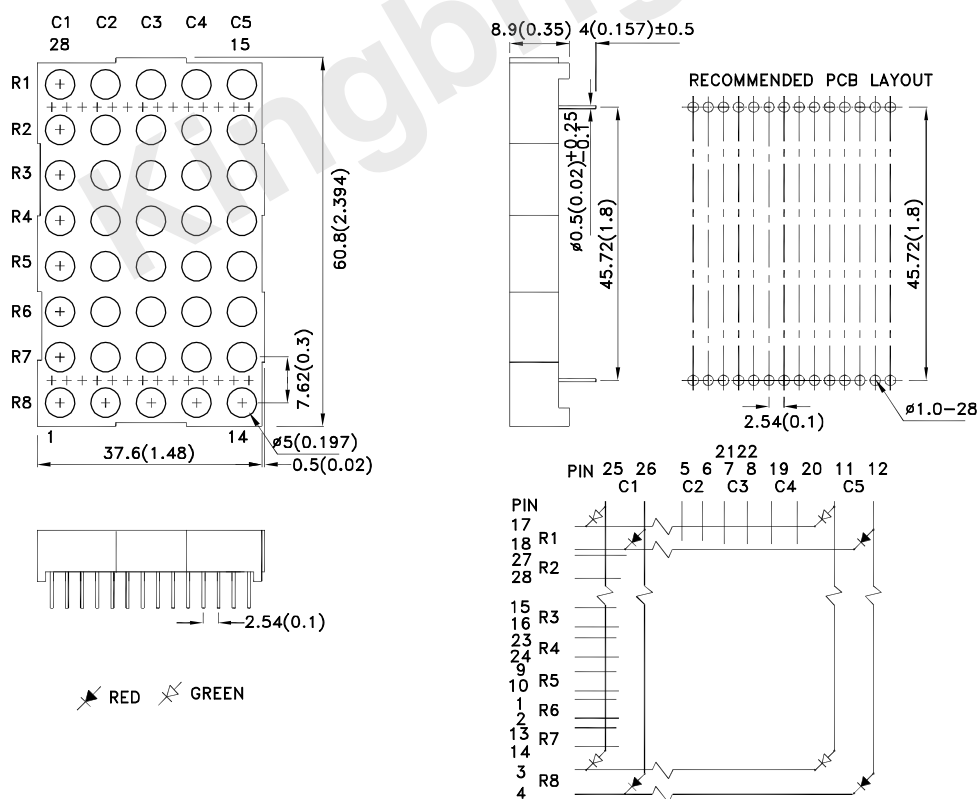 C1 C2 C3 C4 C5
28 15
R1
R2
R3
R4
R5
R6
R7
R8
1 14
37.6(1.48)
0.5(0.02)
ø5(0.197)
7.62(0.3)
60.8(2.394)
8.9(0.35) 4(0.157)±0.5
ø0.5(0.02)±0.25
-0.1
45.72(1.8)
RECOMMENDED PCB LAYOUT
45.72(1.8)
2.54(0.1)
ø1.0-28
2.54(0.1)
RED GREEN
2122
PIN 25 26 5 6 7 8 19 20 11 12
C1 C2 C3 C4 C5
PIN
17
R1
18
27
R2
28
15
R3
16
23
R4
24
9
R5
10
1
R6
2
13
R7
14
3
R8
4